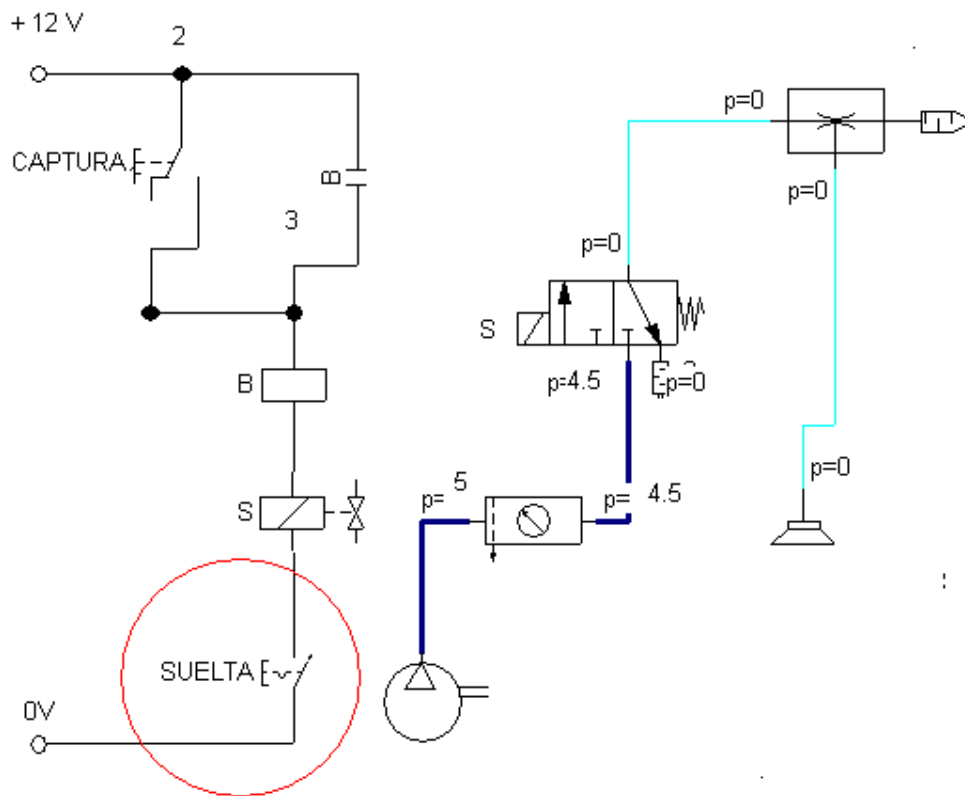 + 12 V
2
CAPTURA
B
3
B
S
SUELTA
0V
p=0
p=0
p=0
S
p=4.5
p=0
p= 5
p= 4.5
p=0